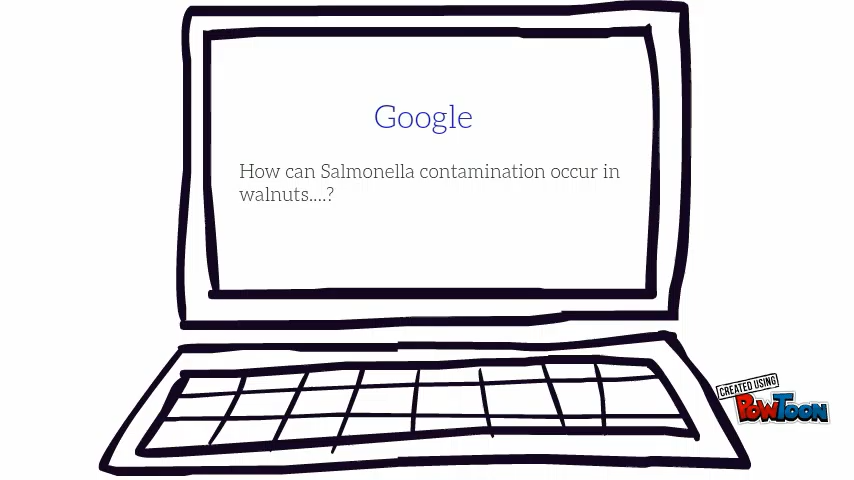 Google
How can Salmonella contamination occur in
walnuts....?
CREATED USING
POWTOON